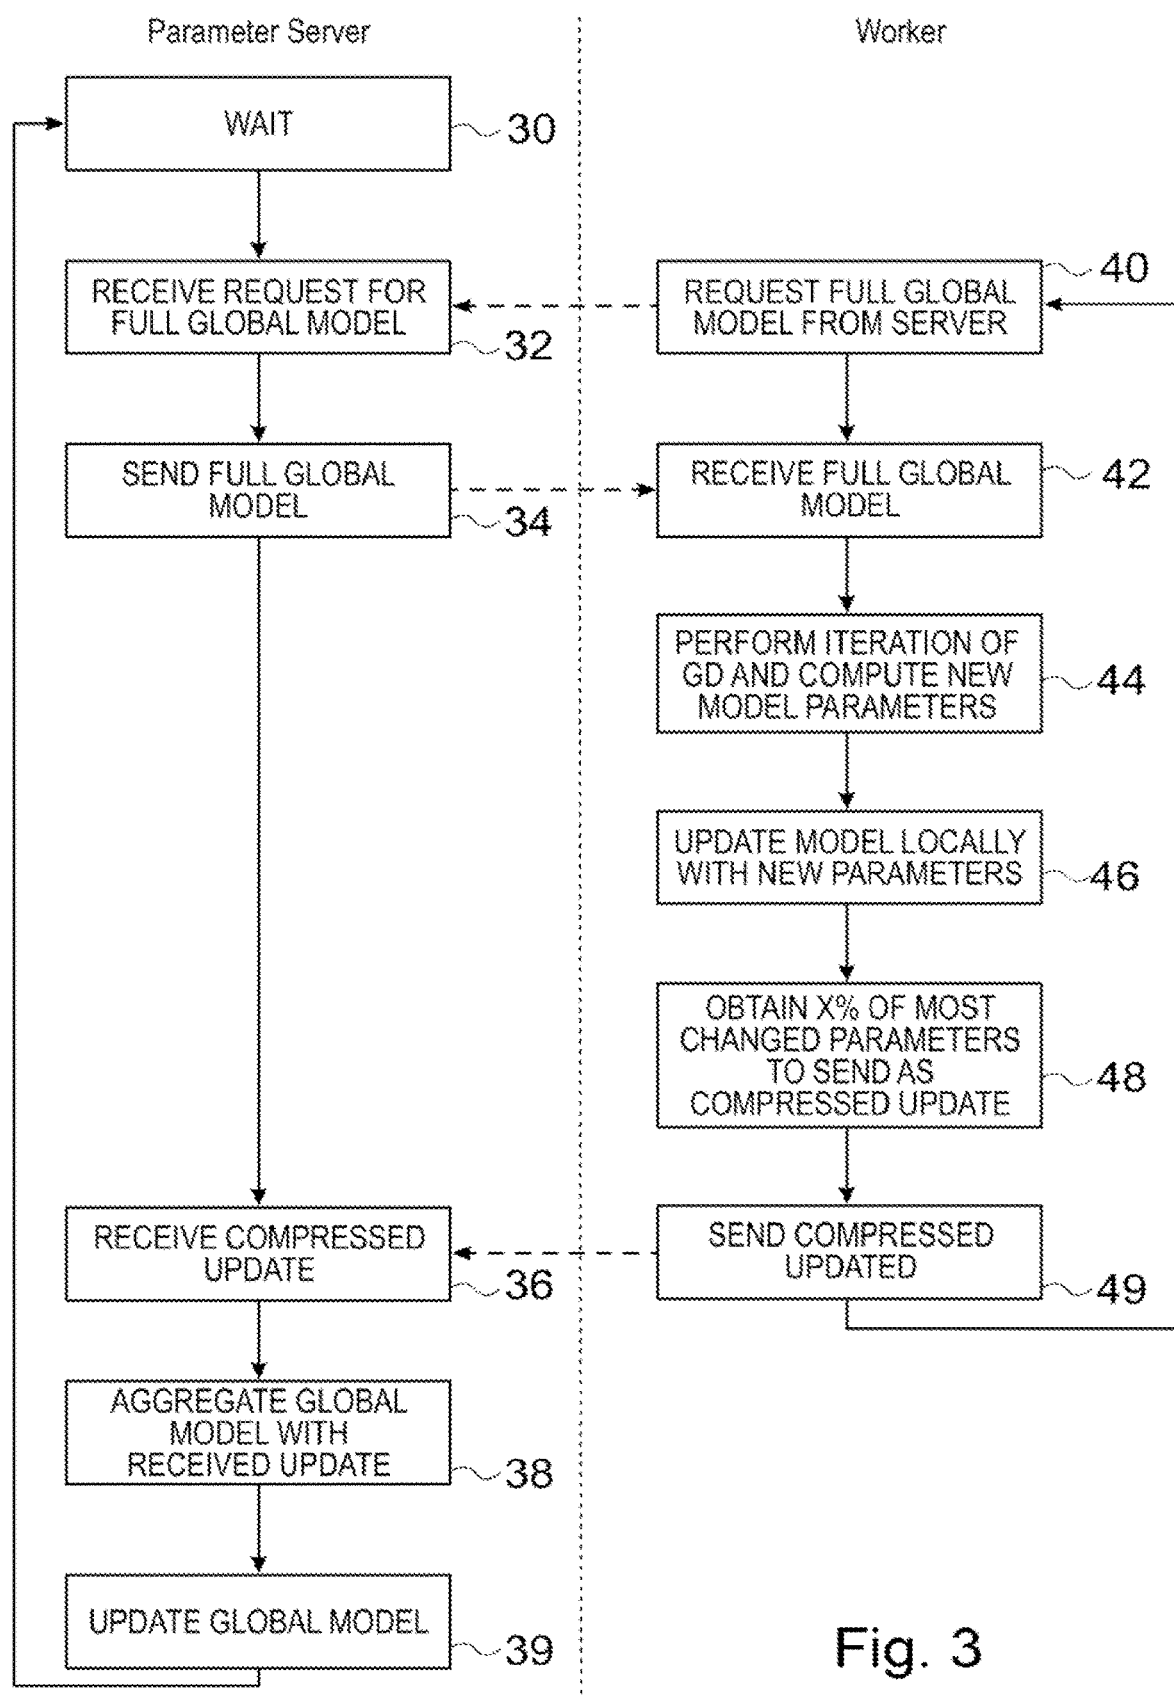 Parameter Server
WAIT
30
RECEIVE REQUEST FOR
FULL GLOBAL MODEL
32
SEND FULL GLOBAL
MODEL
34
RECEIVE COMPRESSED
UPDATE
36
AGGREGATE GLOBAL
MODEL WITH
RECEIVED UPDATE
38
UPDATE GLOBAL MODEL
39
Worker
REQUEST FULL GLOBAL
MODEL FROM SERVER
40
RECEIVE FULL GLOBAL
MODEL
42
PERFORM ITERATION OF
GD AND COMPUTE NEW
MODEL PARAMETERS
44
UPDATE MODEL LOCALLY
WITH NEW PARAMETERS
46
OBTAIN X% OF MOST
CHANGED PARAMETERS
TO SEND AS
COMPRESSED UPDATE
48
SEND COMPRESSED
UPDATED
49
Fig. 3